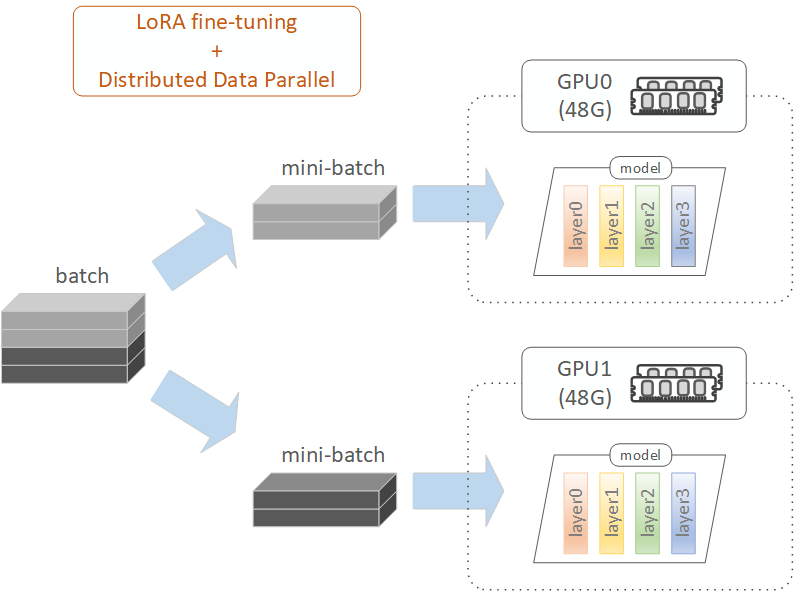 LoRA fine-tuning
+
Distributed Data Parallel
GPU0
(48G)
mini-batch
model
layer0
layer1
layer2
layer3
batch
GPU1
(48G)
mini-batch
model
layer0
layer1
layer2
layer3